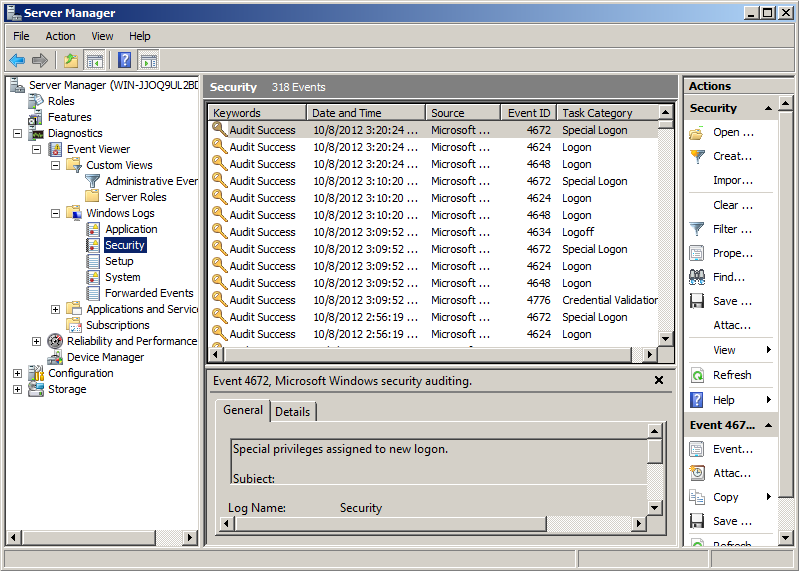 Server Manager
File Action View Help
Server Manager (WIN-JJOQ9UL2BD
Roles
Features
Diagnostics
Event Viewer
Custom Views
Administrative Even
Server Roles
Windows Logs
Application
Security
Setup
System
Forwarded Events
Applications and Service
Subscriptions
Reliability and Performance
Device Manager
Configuration
Storage
Security 318 Events
Keywords Date and Time Source Event ID Task Category
Audit Success 10/8/2012 3:20:24 ... Microsoft ... 4672 Special Logon
Audit Success 10/8/2012 3:20:24 ... Microsoft ... 4624 Logon
Audit Success 10/8/2012 3:20:24 ... Microsoft ... 4648 Logon
Audit Success 10/8/2012 3:10:20 ... Microsoft ... 4672 Special Logon
Audit Success 10/8/2012 3:10:20 ... Microsoft ... 4624 Logon
Audit Success 10/8/2012 3:10:20 ... Microsoft ... 4648 Logon
Audit Success 10/8/2012 3:09:52 ... Microsoft ... 4634 Logoff
Audit Success 10/8/2012 3:09:52 ... Microsoft ... 4672 Special Logon
Audit Success 10/8/2012 3:09:52 ... Microsoft ... 4624 Logon
Audit Success 10/8/2012 3:09:52 ... Microsoft ... 4648 Logon
Audit Success 10/8/2012 3:09:52 ... Microsoft ... 4776 Credential Validation
Audit Success 10/8/2012 2:56:19 ... Microsoft ... 4672 Special Logon
Audit Success 10/8/2012 2:56:19 ... Microsoft ... 4624 Logon
Event 4672, Microsoft Windows security auditing.
General Details
Special privileges assigned to new logon.
Subject:
Log Name: Security
Actions
Security
Open ...
Creat...
Impor...
Clear ...
Filter ...
Prope...
Find...
Save ...
Attac...
View
Refresh
Help
Event 467...
Event...
Attac...
Copy
Save ...
Refresh